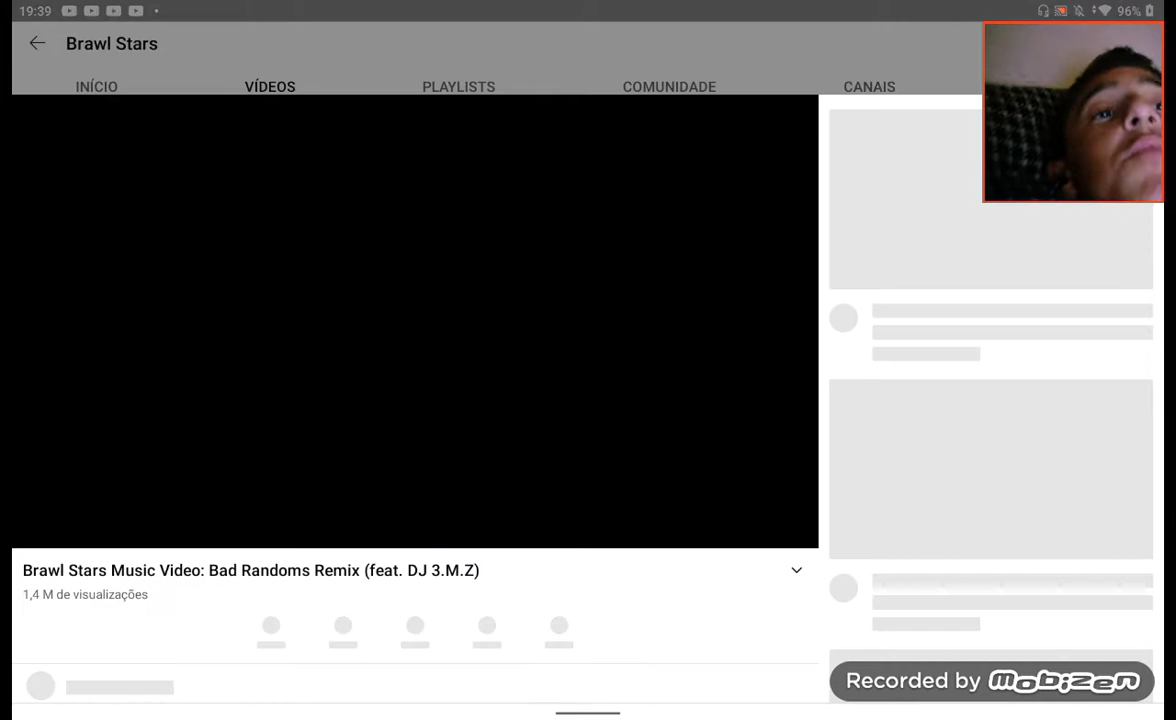 19:39
96%
Brawl Stars
INÍCIO
VÍDEOS
PLAYLISTS
COMUNIDADE
CANAIS
Brawl Stars Music Video: Bad Randoms Remix (feat. DJ 3.M.Z)
1,4 M de visualizações
Recorded by Mobizen